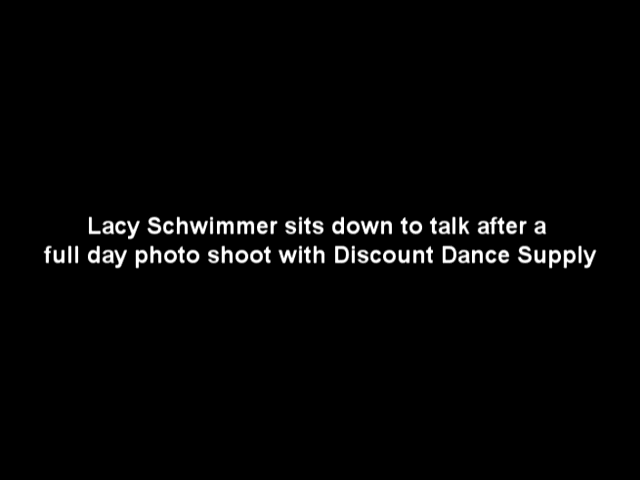 Lacy Schwimmer sits down to talk after a
full day photo shoot with Discount Dance Supply